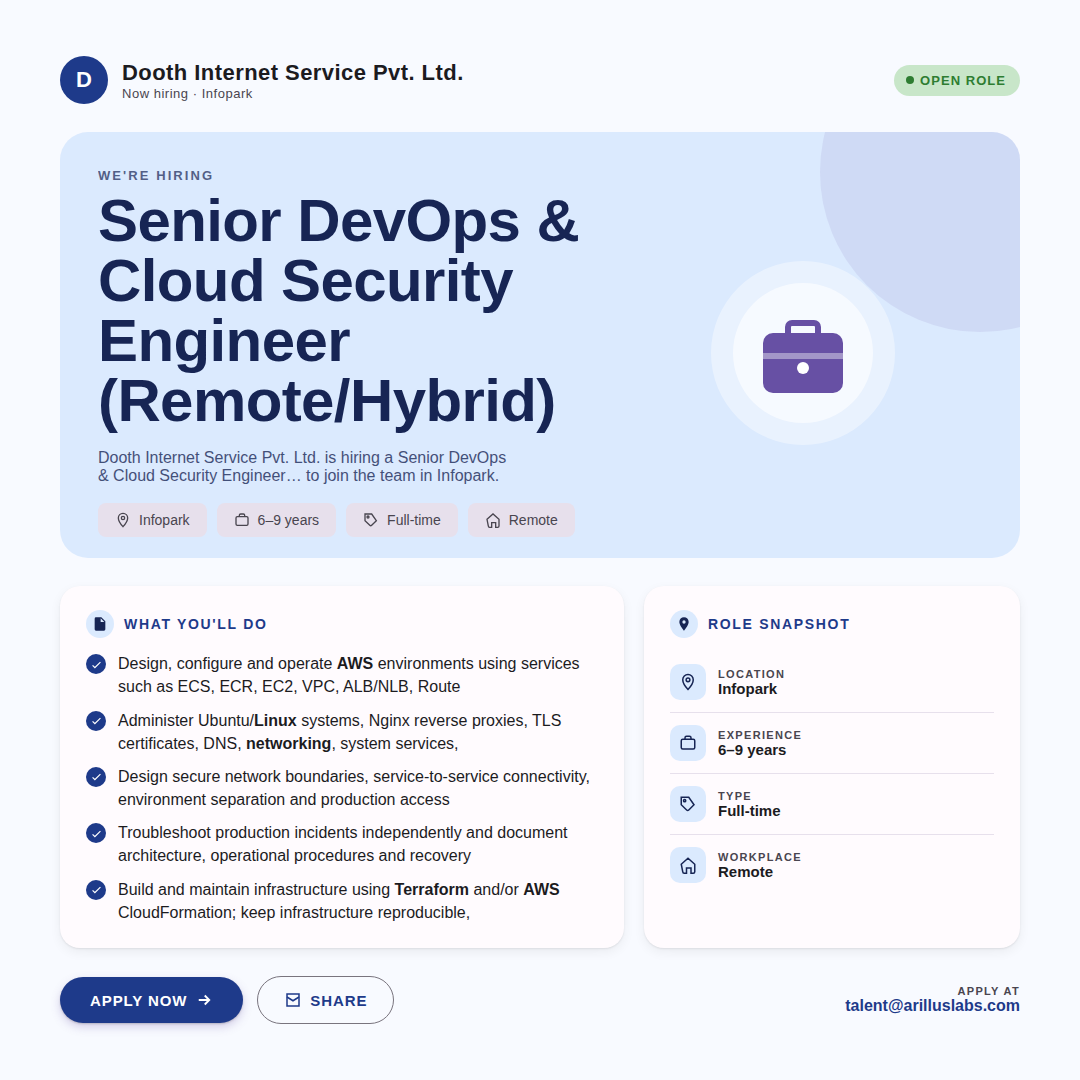 D
Dooth Internet Service Pvt. Ltd.
Now hiring · Infopark
OPEN ROLE
WE'RE HIRING
Senior DevOps &
Cloud Security
Engineer
(Remote/Hybrid)
Dooth Internet Service Pvt. Ltd. is hiring a Senior DevOps
& Cloud Security Engineer… to join the team in Infopark.
Infopark
6–9 years
Full-time
Remote
WHAT YOU'LL DO
Design, configure and operate AWS environments using services
such as ECS, ECR, EC2, VPC, ALB/NLB, Route
Administer Ubuntu/Linux systems, Nginx reverse proxies, TLS
certificates, DNS, networking, system services,
Design secure network boundaries, service-to-service connectivity,
environment separation and production access
Troubleshoot production incidents independently and document
architecture, operational procedures and recovery
Build and maintain infrastructure using Terraform and/or AWS
CloudFormation; keep infrastructure reproducible,
ROLE SNAPSHOT
LOCATION
Infopark
EXPERIENCE
6–9 years
TYPE
Full-time
WORKPLACE
Remote
APPLY NOW
SHARE
APPLY AT
talent@arilluslabs.com